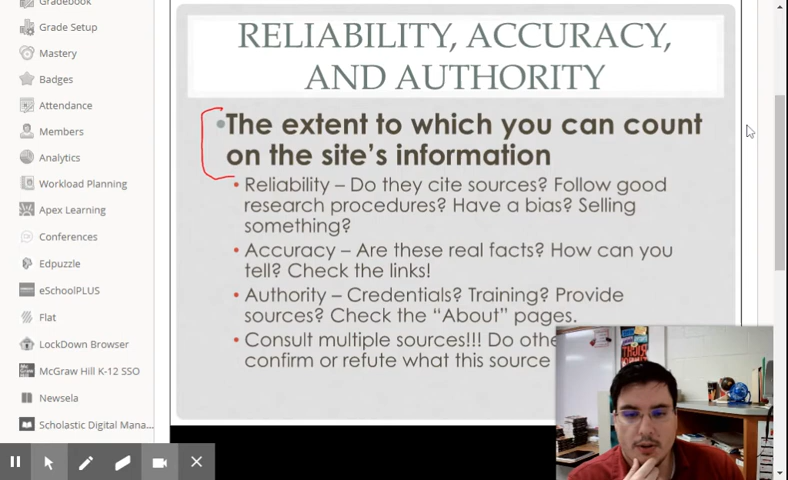 Gradebook
Grade Setup
Mastery
Badges
Attendance
Members
Analytics
Workload Planning
Apex Learning
Conferences
Edpuzzle
eSchoolPLUS
Flat
LockDown Browser
McGraw Hill K-12 SSO
Newsela
Scholastic Digital Mana...
RELIABILITY, ACCURACY,
AND AUTHORITY
•The extent to which you can count
on the site's information
• Reliability – Do they cite sources? Follow good
research procedures? Have a bias? Selling
something?
• Accuracy – Are these real facts? How can you
tell? Check the links!
• Authority – Credentials? Training? Provide
sources? Check the “About” pages.
• Consult multiple sources!!! Do othe
confirm or refute what this source